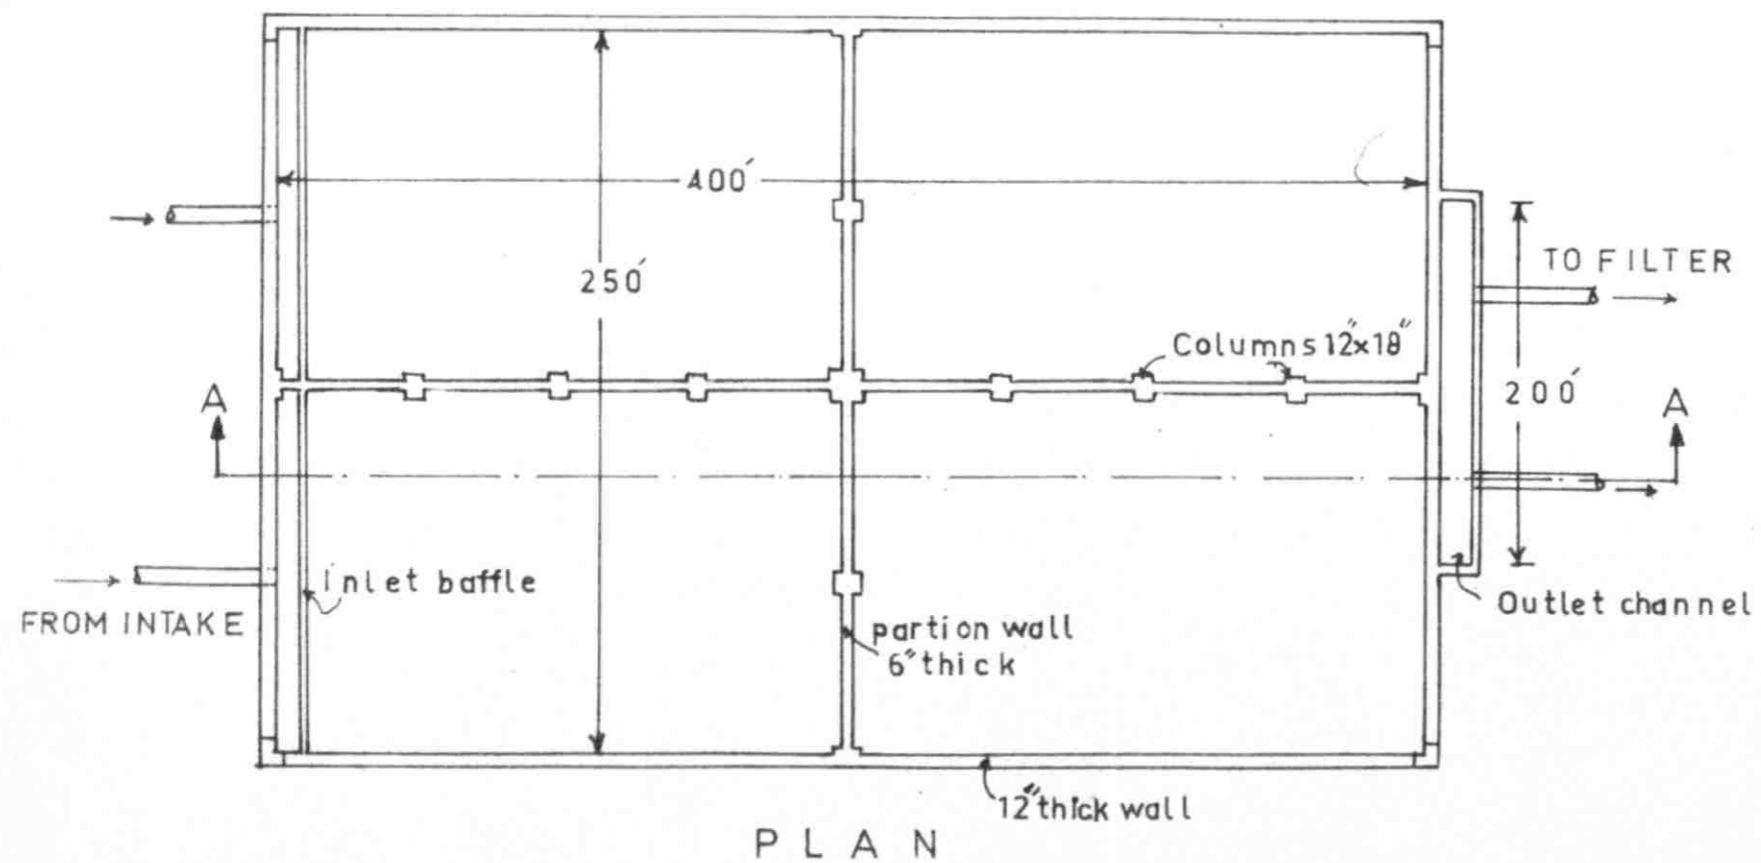 400'
250'
TO FILTER
Columns 12"x18"
200'
A
A
inlet baffle
FROM INTAKE
partion wall
6" thick
Outlet channel
12" thick wall
PLAN